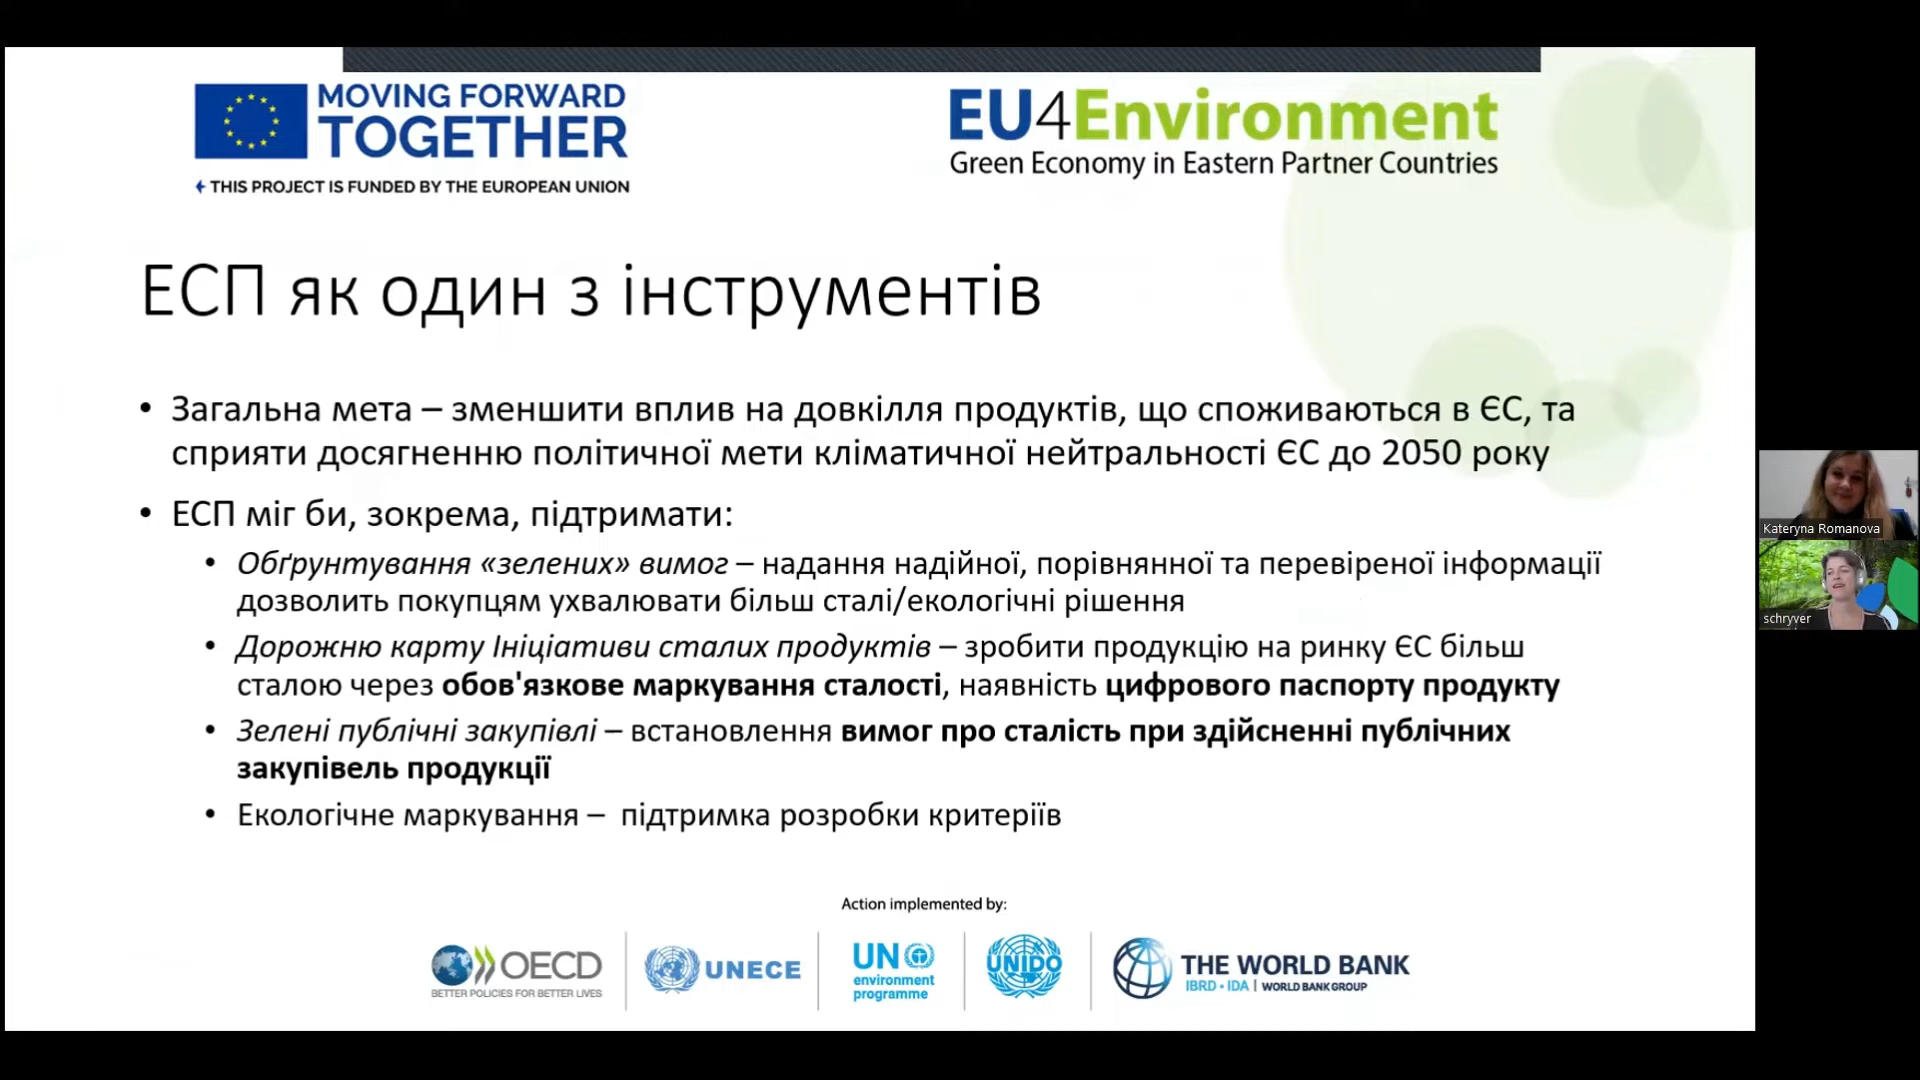 MOVING FORWARD
TOGETHER
THIS PROJECT IS FUNDED BY THE EUROPEAN UNION
EU4Environment
Green Economy in Eastern Partner Countries
ЕСП як один з інструментів
• Загальна мета – зменшити вплив на довкілля продуктів, що споживаються в ЄС, та
сприяти досягненню політичної мети кліматичної нейтральності ЄС до 2050 року
• ЕСП міг би, зокрема, підтримати:
• Обґрунтування «зелених» вимог – надання надійної, порівнянної та перевіреної інформації
дозволить покупцям ухвалювати більш сталі/екологічні рішення
• Дорожню карту Ініціативи сталих продуктів – зробити продукцію на ринку ЄС більш
сталою через обов'язкове маркування сталості, наявність цифрового паспорту продукту
• Зелені публічні закупівлі – встановлення вимог про сталість при здійсненні публічних
закупівель продукції
• Екологічне маркування – підтримка розробки критеріїв
Kateryna Romanova
schryver
Action implemented by:
OECD
BETTER POLICIES FOR BETTER LIVES
UNECE
UN
environment
programme
UNIDO
THE WORLD BANK
IBRD • IDA | WORLD BANK GROUP